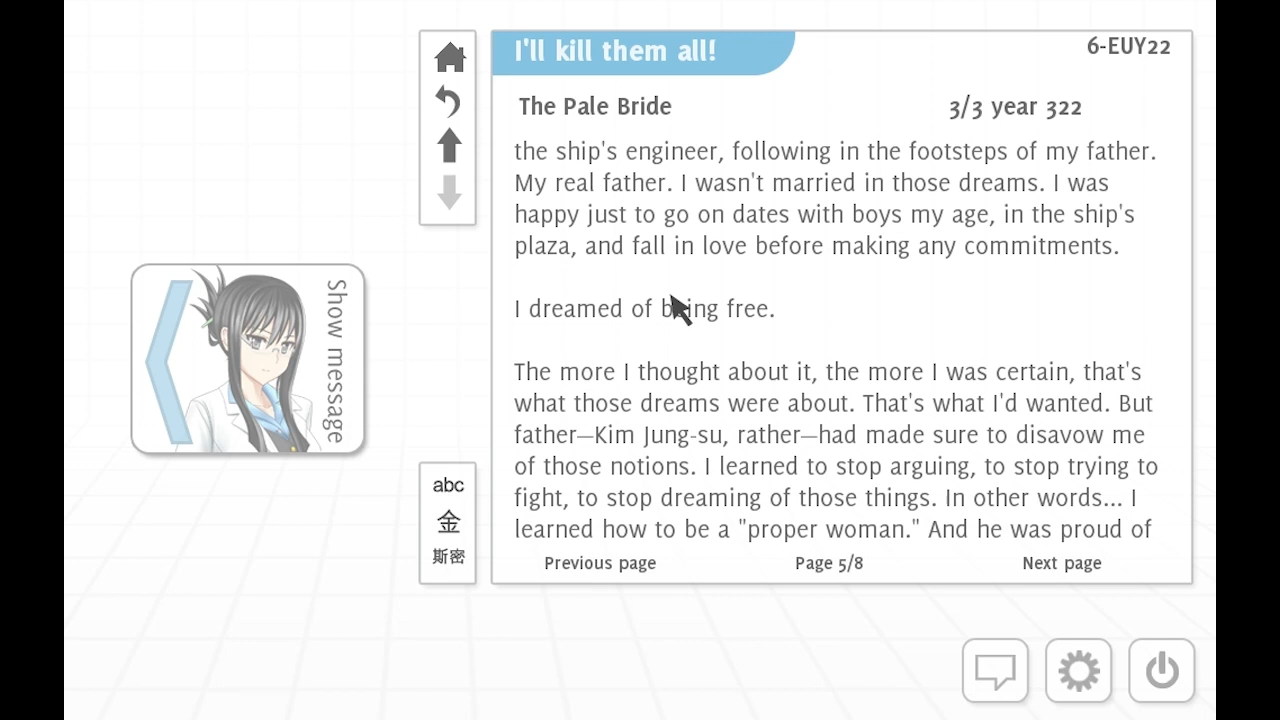 I'll kill them all!
6-EUY22
The Pale Bride
3/3 year 322
the ship's engineer, following in the footsteps of my father.
My real father. I wasn't married in those dreams. I was
happy just to go on dates with boys my age, in the ship's
plaza, and fall in love before making any commitments.
I dreamed of being free.
The more I thought about it, the more I was certain, that's
what those dreams were about. That's what I'd wanted. But
father—Kim Jung-su, rather—had made sure to disavow me
of those notions. I learned to stop arguing, to stop trying to
fight, to stop dreaming of those things. In other words... I
learned how to be a "proper woman." And he was proud of
Previous page
Page 5/8
Next page
Show message
abc
金
斯密